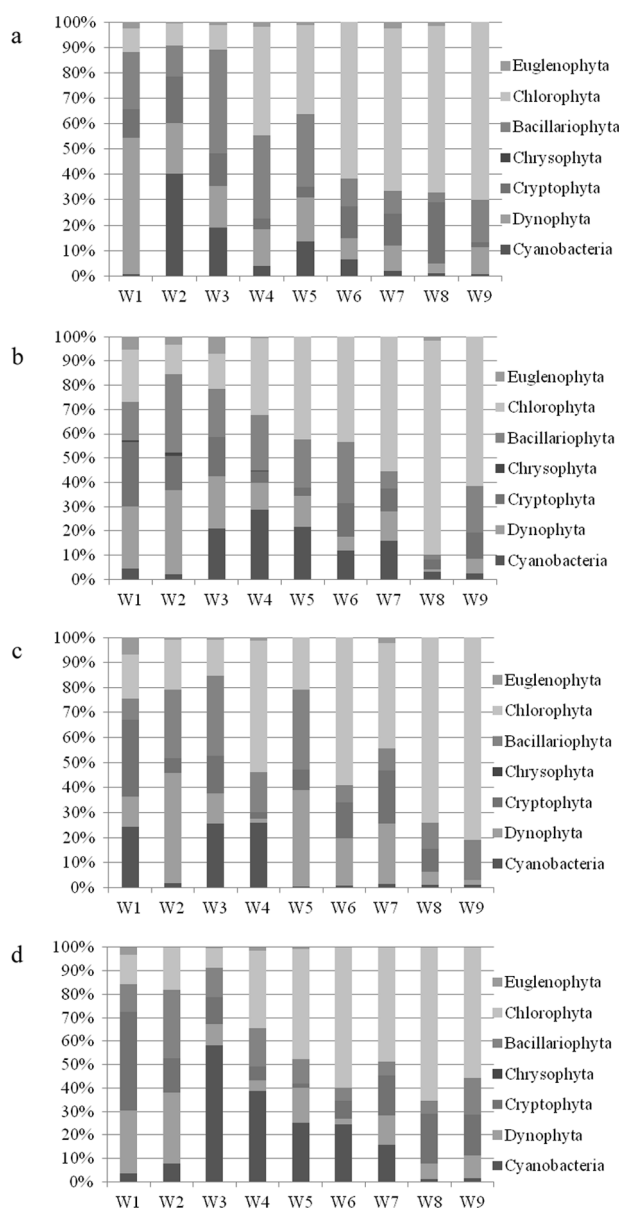 a
100%
90%
80%
70%
60%
50%
40%
30%
20%
10%
0%
W1 W2 W3 W4 W5 W6 W7 W8 W9
Euglenophyta
Chlorophyta
Bacillariophyta
Chrysophyta
Cryptophyta
Dynophyta
Cyanobacteria
b
100%
90%
80%
70%
60%
50%
40%
30%
20%
10%
0%
W1 W2 W3 W4 W5 W6 W7 W8 W9
Euglenophyta
Chlorophyta
Bacillariophyta
Chrysophyta
Cryptophyta
Dynophyta
Cyanobacteria
c
100%
90%
80%
70%
60%
50%
40%
30%
20%
10%
0%
W1 W2 W3 W4 W5 W6 W7 W8 W9
Euglenophyta
Chlorophyta
Bacillariophyta
Chrysophyta
Cryptophyta
Dynophyta
Cyanobacteria
d
100%
90%
80%
70%
60%
50%
40%
30%
20%
10%
0%
W1 W2 W3 W4 W5 W6 W7 W8 W9
Euglenophyta
Chlorophyta
Bacillariophyta
Chrysophyta
Cryptophyta
Dynophyta
Cyanobacteria